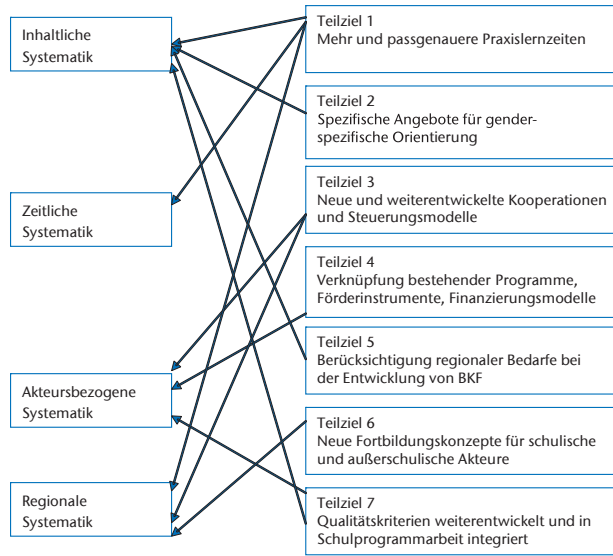 Inhaltliche
Systematik
Zeitliche
Systematik
Akteursbezogene
Systematik
Regionale
Systematik
Teilziel 1
Mehr und passgenauere Praxislernzeiten
Teilziel 2
Spezifische Angebote für gender-
spezifische Orientierung
Teilziel 3
Neue und weiterentwickelte Kooperationen
und Steuerungsmodelle
Teilziel 4
Verknüpfung bestehender Programme,
Förderinstrumente, Finanzierungsmodelle
Teilziel 5
Berücksichtigung regionaler Bedarfe bei
der Entwicklung von BKF
Teilziel 6
Neue Fortbildungskonzepte für schulische
und außerschulische Akteure
Teilziel 7
Qualitätskriterien weiterentwickelt und in
Schulprogrammarbeit integriert